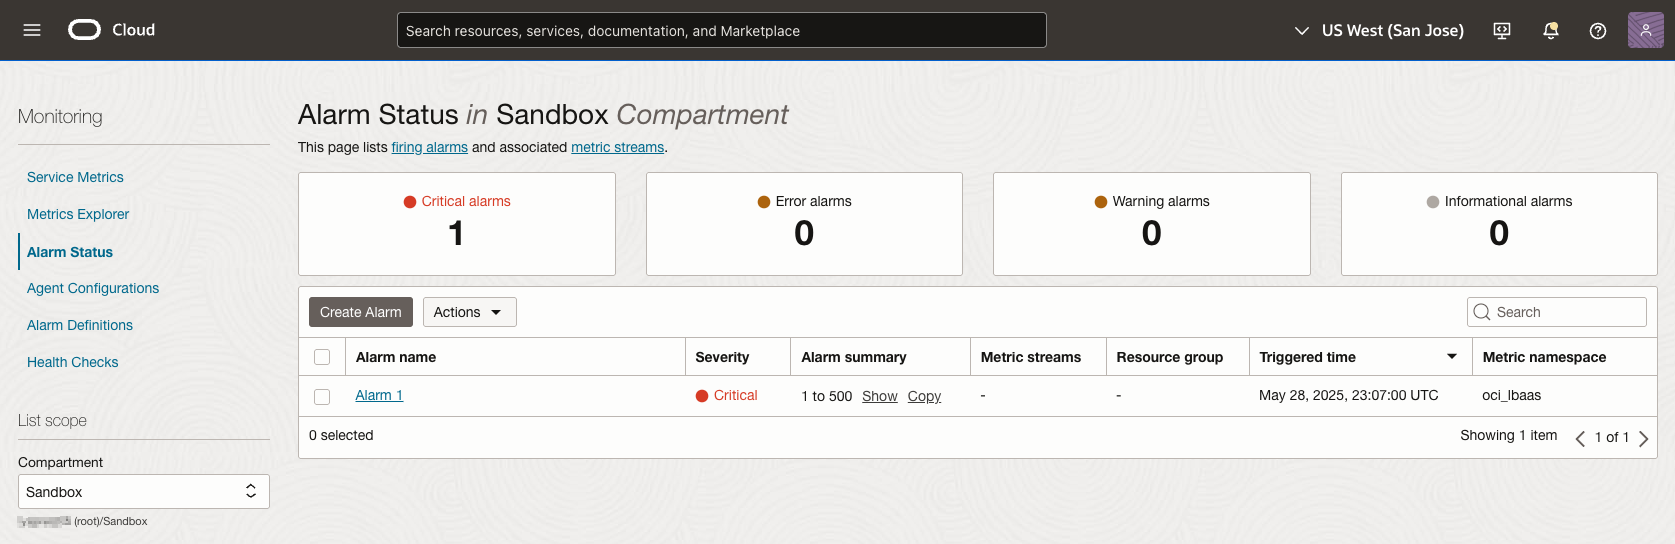 Cloud
Search resources, services, documentation, and Marketplace
US West (San Jose)
Monitoring
Service Metrics
Metrics Explorer
Alarm Status
Agent Configurations
Alarm Definitions
Health Checks
List scope
Compartment
Sandbox
(root)/Sandbox
Alarm Status in Sandbox Compartment
This page lists firing alarms and associated metric streams.
Critical alarms
1
Error alarms
0
Warning alarms
0
Informational alarms
0
Create Alarm Actions Search
Alarm name Severity Alarm summary Metric streams Resource group Triggered time Metric namespace
Alarm 1 Critical 1 to 500 Show Copy - - May 28, 2025, 23:07:00 UTC oci_lbaas
0 selected Showing 1 item 1 of 1